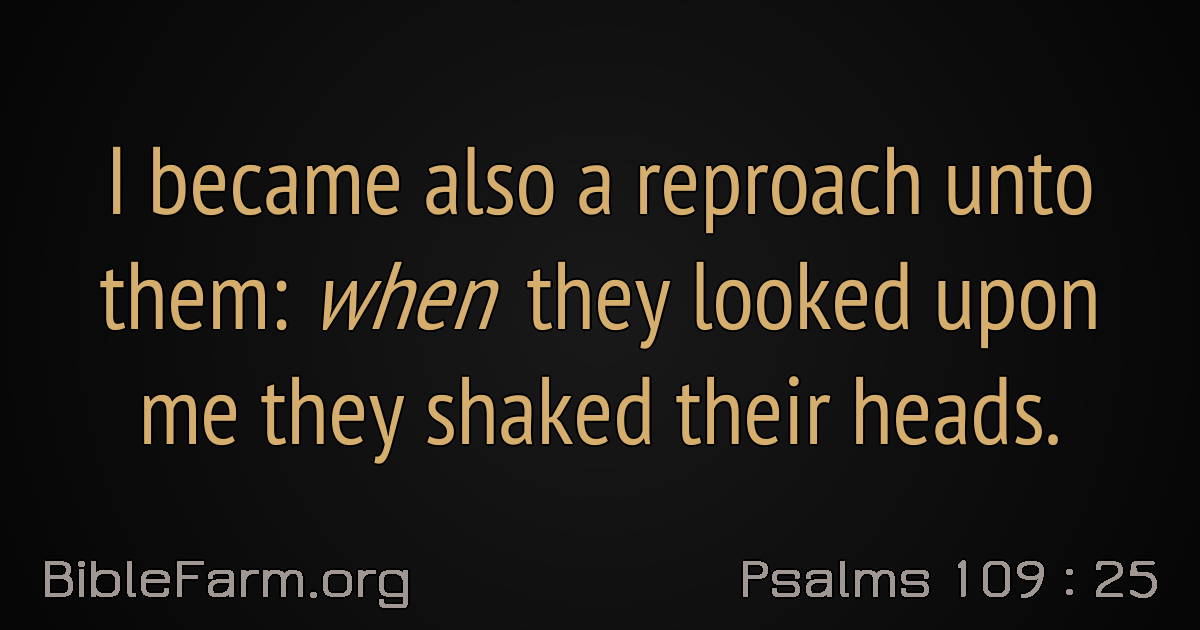 I became also a reproach unto
them: when they looked upon
me they shaked their heads.
BibleFarm.org
Psalms 109 : 25